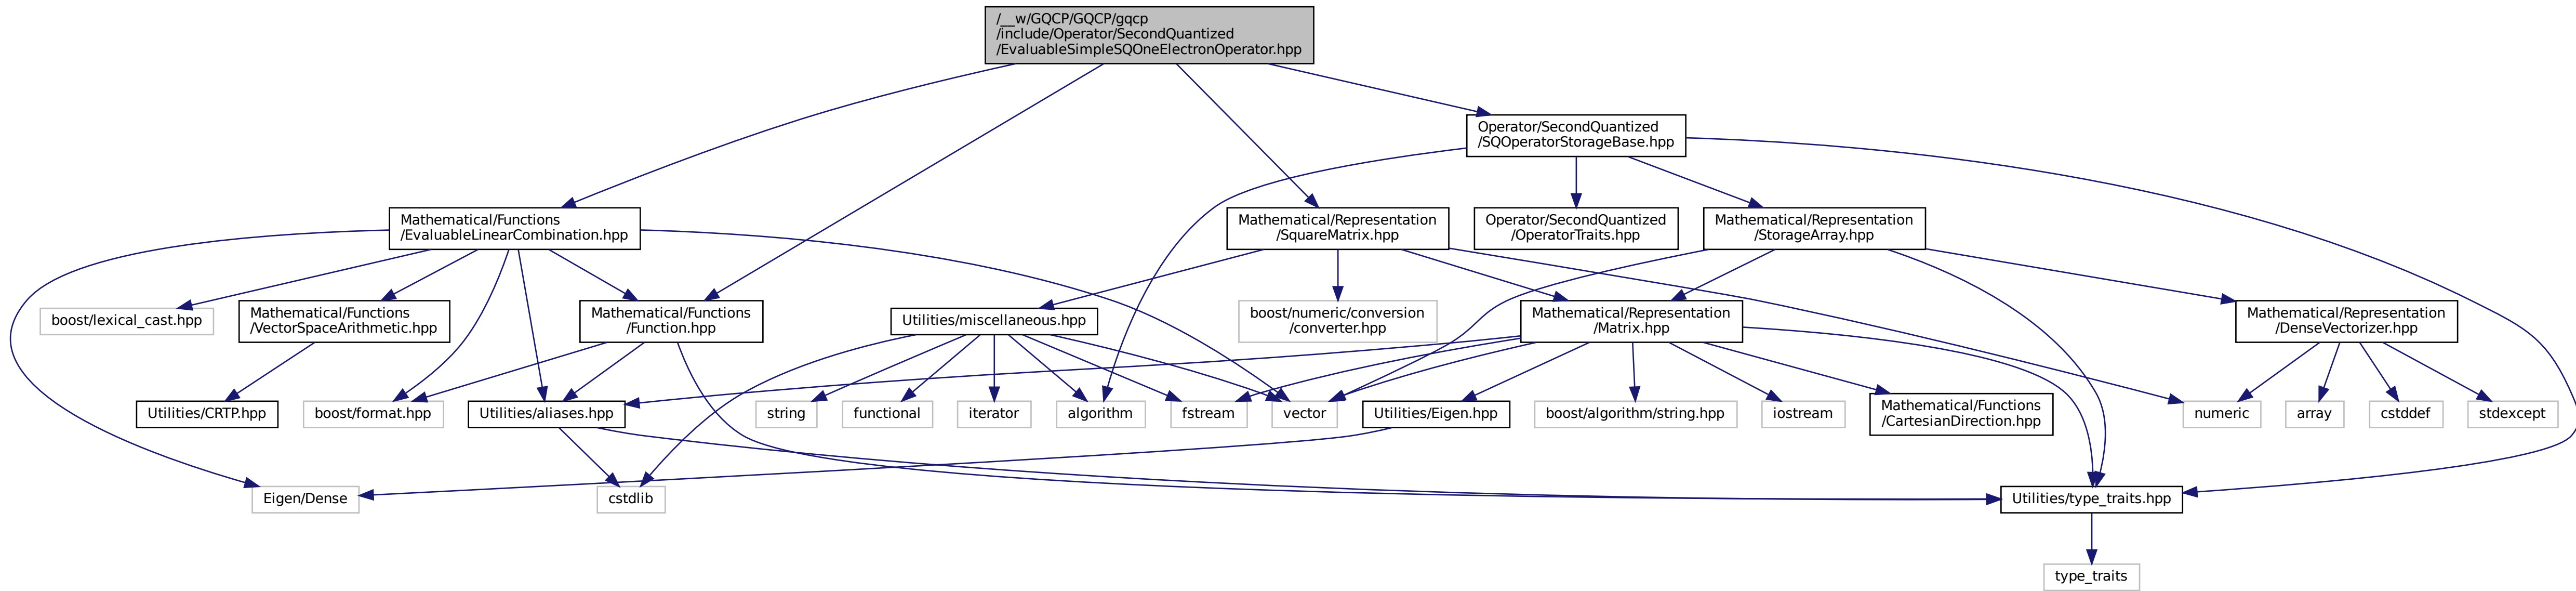 /__w/GQCP/GQCP/gqcp
/include/Operator/SecondQuantized
/EvaluableSimpleSQOneElectronOperator.hpp
Operator/SecondQuantized
/SQOperatorStorageBase.hpp
Mathematical/Functions
/EvaluableLinearCombination.hpp
Mathematical/Representation
/SquareMatrix.hpp
Operator/SecondQuantized
/OperatorTraits.hpp
Mathematical/Representation
/StorageArray.hpp
boost/lexical_cast.hpp
Mathematical/Functions
/VectorSpaceArithmetic.hpp
Mathematical/Functions
/Function.hpp
Utilities/miscellaneous.hpp
boost/numeric/conversion
/converter.hpp
Mathematical/Representation
/Matrix.hpp
Mathematical/Representation
/DenseVectorizer.hpp
Utilities/CRTP.hpp
boost/format.hpp
Utilities/aliases.hpp
string
functional
iterator
algorithm
fstream
vector
Utilities/Eigen.hpp
boost/algorithm/string.hpp
iostream
Mathematical/Functions
/CartesianDirection.hpp
numeric
array
cstddef
stdexcept
Eigen/Dense
cstdlib
Utilities/type_traits.hpp
type_traits